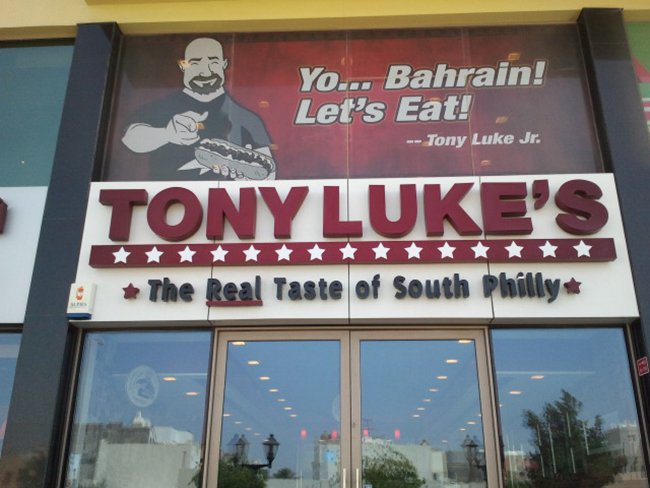 Yo... Bahrain!
Let's Eat!
-- Tony Luke Jr.
TONY LUKE'S
The Real Taste of South Philly